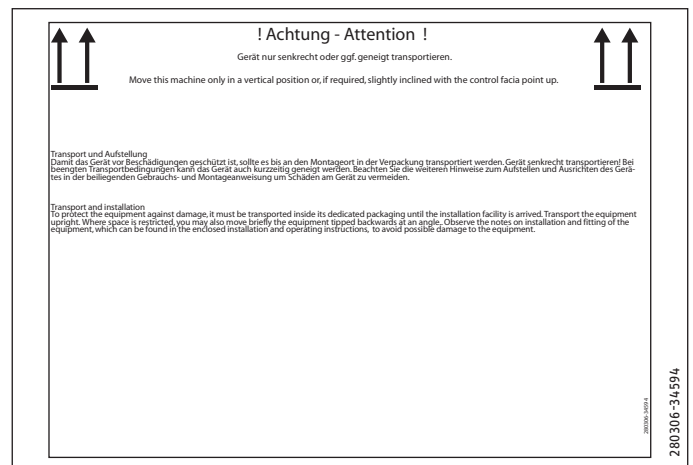 ! Achtung - Attention !
Gerät nur senkrecht oder ggf. geneigt transportieren.
Move this machine only in a vertical position or, if required, slightly inclined with the control facia point up.
Transport und Aufstellung
Damit das Gerät vor Beschädigungen geschützt ist, sollte es bis an den Montageort in der Verpackung transportiert werden. Gerät senkrecht transportieren! Bei
beengten Transportbedingungen kann das Gerät auch kurzzeitig geneigt werden. Beachten Sie die weiteren Hinweise zum Aufstellen und Ausrichten des Gerä-
tes in der beiliegenden Gebrauchs- und Montageanweisung um Schäden am Gerät zu vermeiden.
Transport and installation
To protect the equipment against damage, it must be transported inside its dedicated packaging until the installation facility is arrived. Transport the equipment
upright. Where space is restricted, you may also move briefly the equipment tipped backwards at an angle. Observe the notes on installation and fitting of the
equipment, which can be found in the enclosed installation and operating instructions, to avoid possible damage to the equipment.
280306-34594
280306-34594